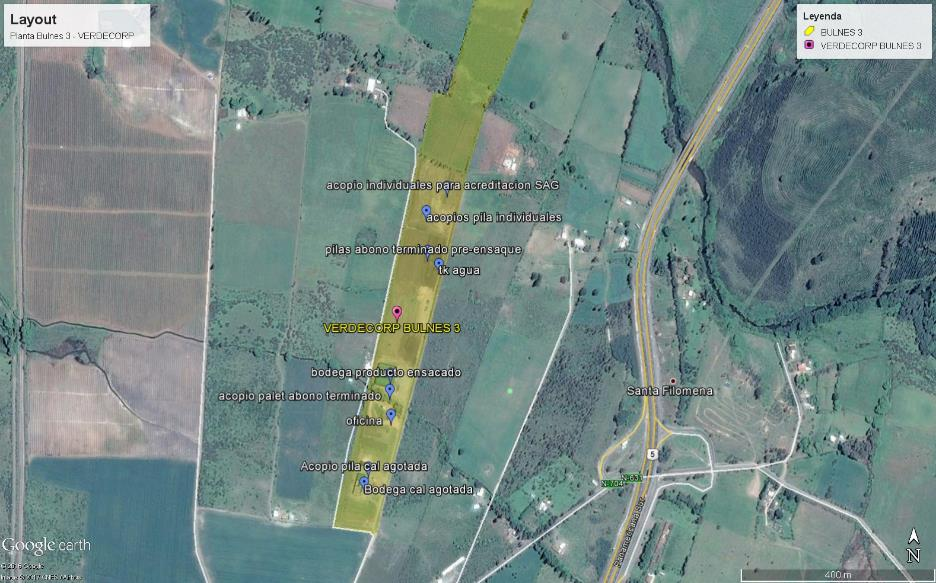 Layout
Planta Bulnes 3 - VERDECORP
Leyenda
BULNES 3
VERDECORP BULNES 3
acopio individuales para acreditacion SAG
acopios pila individuales
pilas abono terminado pre-ensaque
tk agua
VERDECORP BULNES 3
bodega producto ensacado
acopio palet abono terminado
oficina
Acopio pila cal agotada
Bodega cal agotada
Santa Filomena
5
Panamericana Sur
Google earth
N
400 m